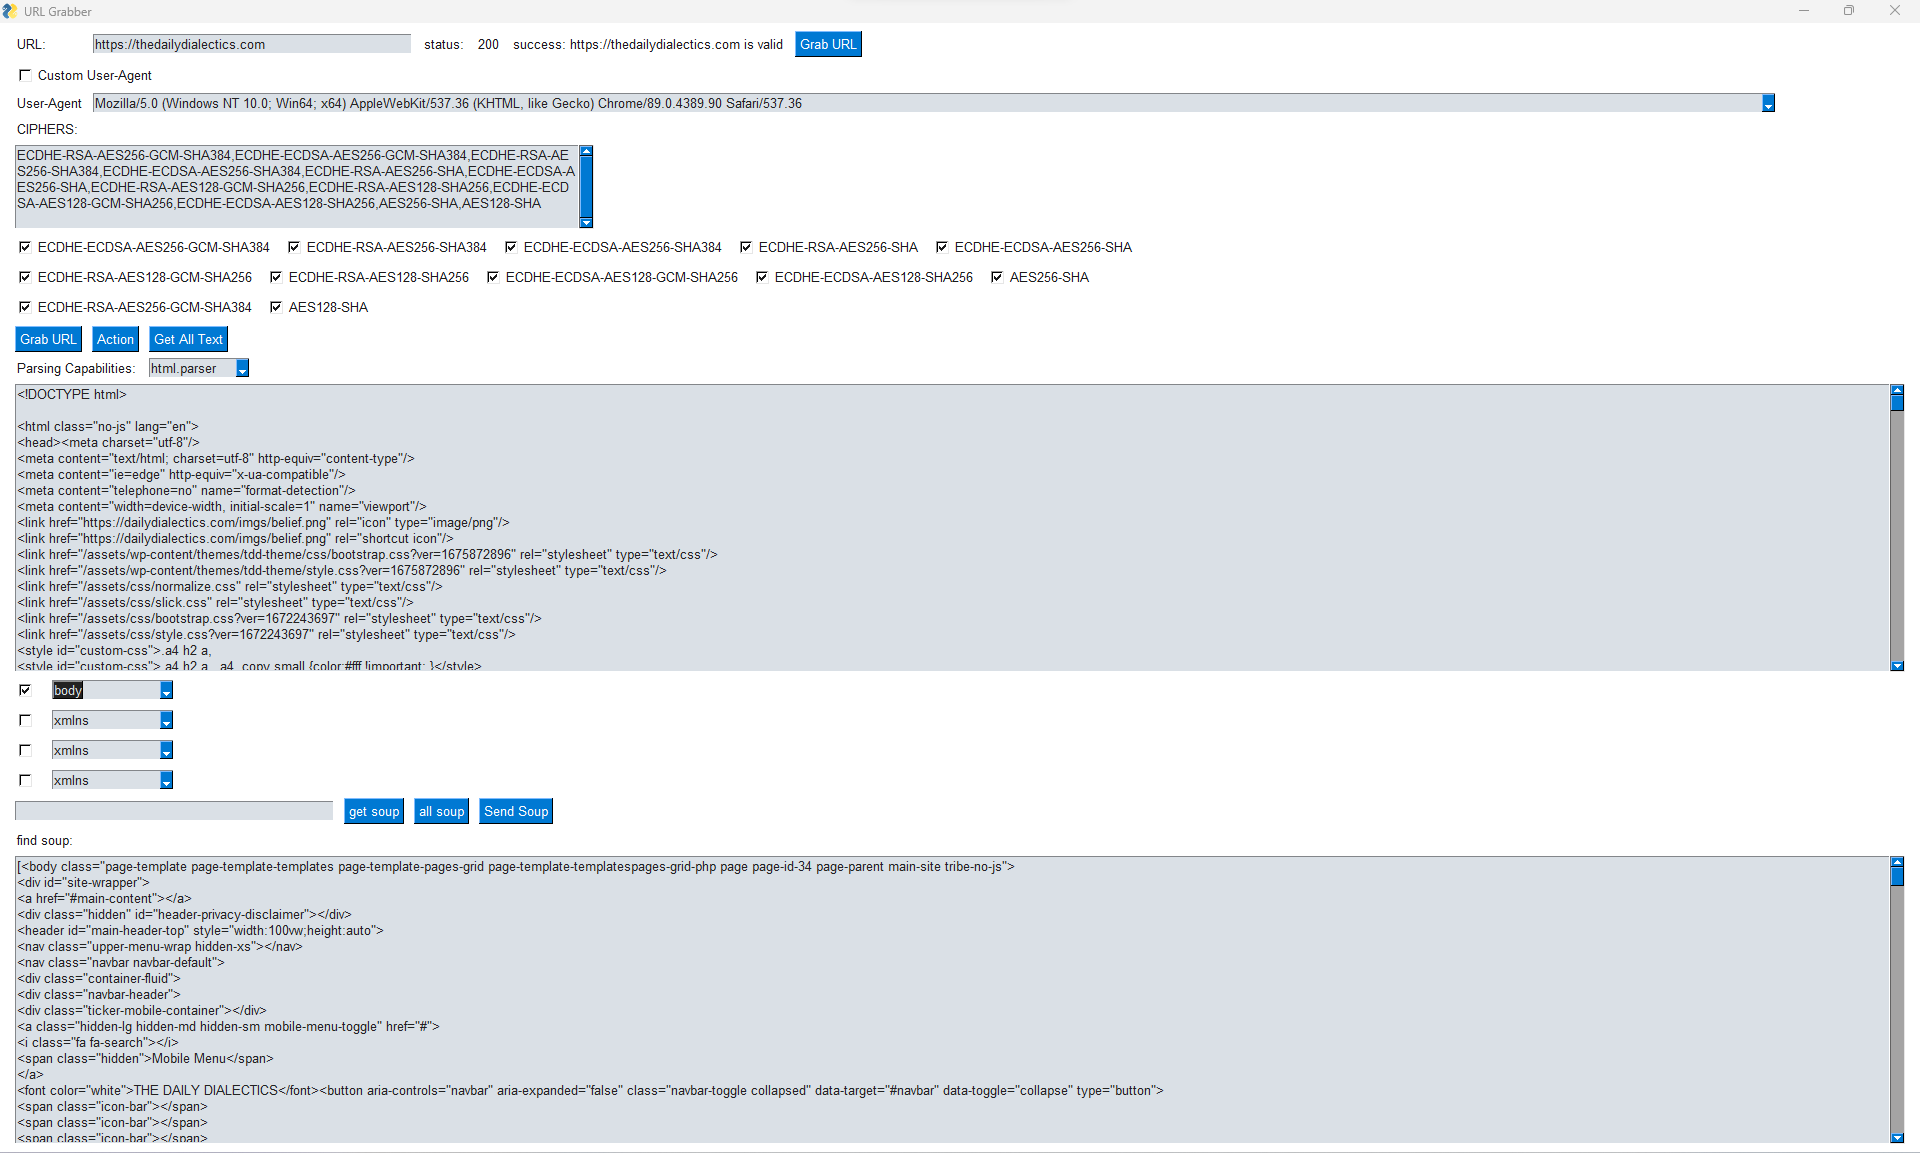 URL Grabber
URL: https://thedailydialectics.com status: 200 success: https://thedailydialectics.com is valid Grab URL
Custom User-Agent
User-Agent Mozilla/5.0 (Windows NT 10.0; Win64; x64) AppleWebKit/537.36 (KHTML, like Gecko) Chrome/89.0.4389.90 Safari/537.36
CIPHERS:
ECDHE-RSA-AES256-GCM-SHA384,ECDHE-ECDSA-AES256-GCM-SHA384,ECDHE-RSA-AE
S256-SHA384,ECDHE-ECDSA-AES256-SHA384,ECDHE-RSA-AES256-SHA,ECDHE-ECDSA-A
ES256-SHA,ECDHE-RSA-AES128-GCM-SHA256,ECDHE-RSA-AES128-SHA256,ECDHE-ECD
SA-AES128-GCM-SHA256,ECDHE-ECDSA-AES128-SHA256,AES256-SHA,AES128-SHA
ECDHE-ECDSA-AES256-GCM-SHA384 ECDHE-RSA-AES256-SHA384 ECDHE-ECDSA-AES256-SHA384 ECDHE-RSA-AES256-SHA ECDHE-ECDSA-AES256-SHA
ECDHE-RSA-AES128-GCM-SHA256 ECDHE-RSA-AES128-SHA256 ECDHE-ECDSA-AES128-GCM-SHA256 ECDHE-ECDSA-AES128-SHA256 AES256-SHA
ECDHE-RSA-AES256-GCM-SHA384 AES128-SHA
Grab URL Action Get All Text
Parsing Capabilities: html.parser
<!DOCTYPE html>
<html class="no-js" lang="en">
<head><meta charset="utf-8"/>
<meta content="text/html; charset=utf-8" http-equiv="content-type"/>
<meta content="ie=edge" http-equiv="x-ua-compatible"/>
<meta content="telephone=no" name="format-detection"/>
<meta content="width=device-width, initial-scale=1" name="viewport"/>
<link href="https://dailydialectics.com/imgs/belief.png" rel="icon" type="image/png"/>
<link href="https://dailydialectics.com/imgs/belief.png" rel="shortcut icon"/>
<link href="/assets/wp-content/themes/tdd-theme/css/bootstrap.css?ver=1675872896" rel="stylesheet" type="text/css"/>
<link href="/assets/wp-content/themes/tdd-theme/style.css?ver=1675872896" rel="stylesheet" type="text/css"/>
<link href="/assets/css/normalize.css" rel="stylesheet" type="text/css"/>
<link href="/assets/css/slick.css" rel="stylesheet" type="text/css"/>
<link href="/assets/css/bootstrap.css?ver=1672243697" rel="stylesheet" type="text/css"/>
<link href="/assets/css/style.css?ver=1672243697" rel="stylesheet" type="text/css"/>
<style id="custom-css">.a4 h2 a,
<style id="custom-css">.a4 h2 a, .a4 .copy small {color:#fff !important; }</style>
body
xmlns
xmlns
xmlns
get soup all soup Send Soup
find soup:
[<body class="page-template page-template-templates page-template-pages-grid page-template-templatespages-grid-php page page-id-34 page-parent main-site tribe-no-js">
<div id="site-wrapper">
<a href="#main-content"></a>
<div class="hidden" id="header-privacy-disclaimer"></div>
<header id="main-header-top" style="width:100vw;height:auto">
<nav class="upper-menu-wrap hidden-xs"></nav>
<nav class="navbar navbar-default">
<div class="container-fluid">
<div class="navbar-header">
<div class="ticker-mobile-container"></div>
<a class="hidden-lg hidden-md hidden-sm mobile-menu-toggle" href="#">
<i class="fa fa-search"></i>
<span class="hidden">Mobile Menu</span>
</a>
<font color="white">THE DAILY DIALECTICS</font><button aria-controls="navbar" aria-expanded="false" class="navbar-toggle collapsed" data-target="#navbar" data-toggle="collapse" type="button">
<span class="icon-bar"></span>
<span class="icon-bar"></span>
<span class="icon-bar"></span>